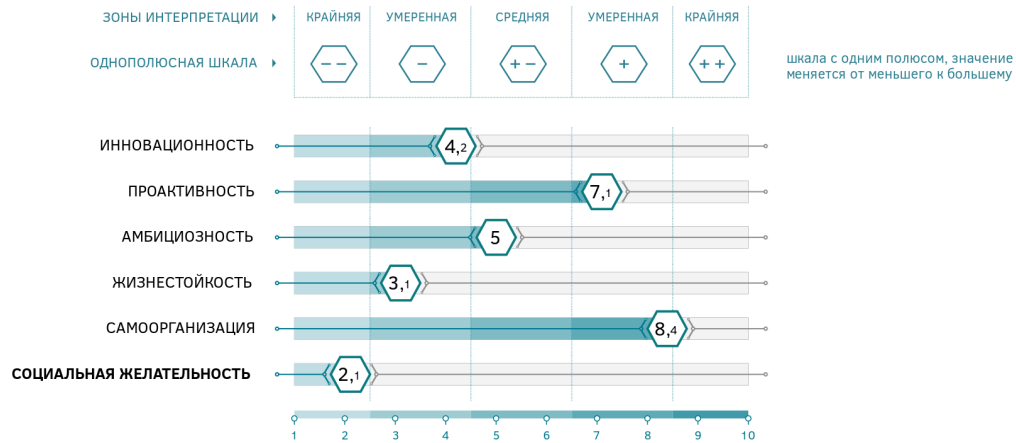 ЗОНЫ ИНТЕРПРЕТАЦИИ КРАЙНЯЯ УМЕРЕННАЯ СРЕДНЯЯ УМЕРЕННАЯ КРАЙНЯЯ
ОДНОПОЛЮСНАЯ ШКАЛА − − − + − + + +
шкала с одним полюсом, значение
меняется от меньшего к большему
ИННОВАЦИОННОСТЬ 4,2
ПРОАКТИВНОСТЬ 7,1
АМБИЦИОЗНОСТЬ 5
ЖИЗНЕСТОЙКОСТЬ 3,1
САМООРГАНИЗАЦИЯ 8,4
СОЦИАЛЬНАЯ ЖЕЛАТЕЛЬНОСТЬ 2,1
1 2 3 4 5 6 7 8 9 10